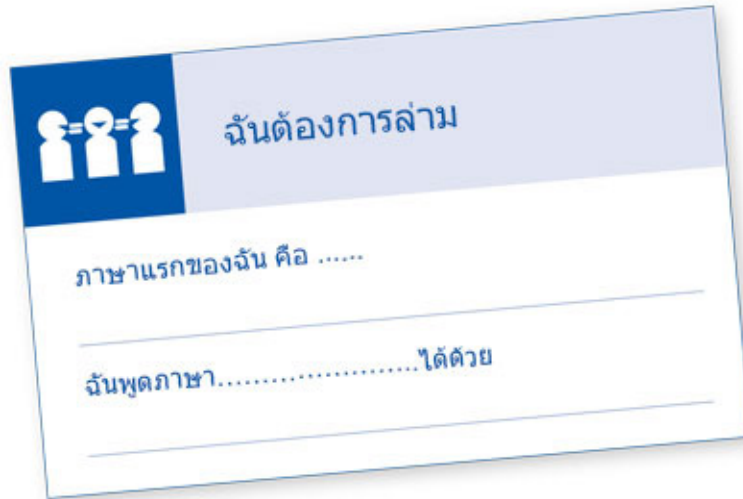 ฉันต้องการล่าม
ภาษาแรกของฉัน คือ ......
ฉันพูดภาษา........................ได้ด้วย